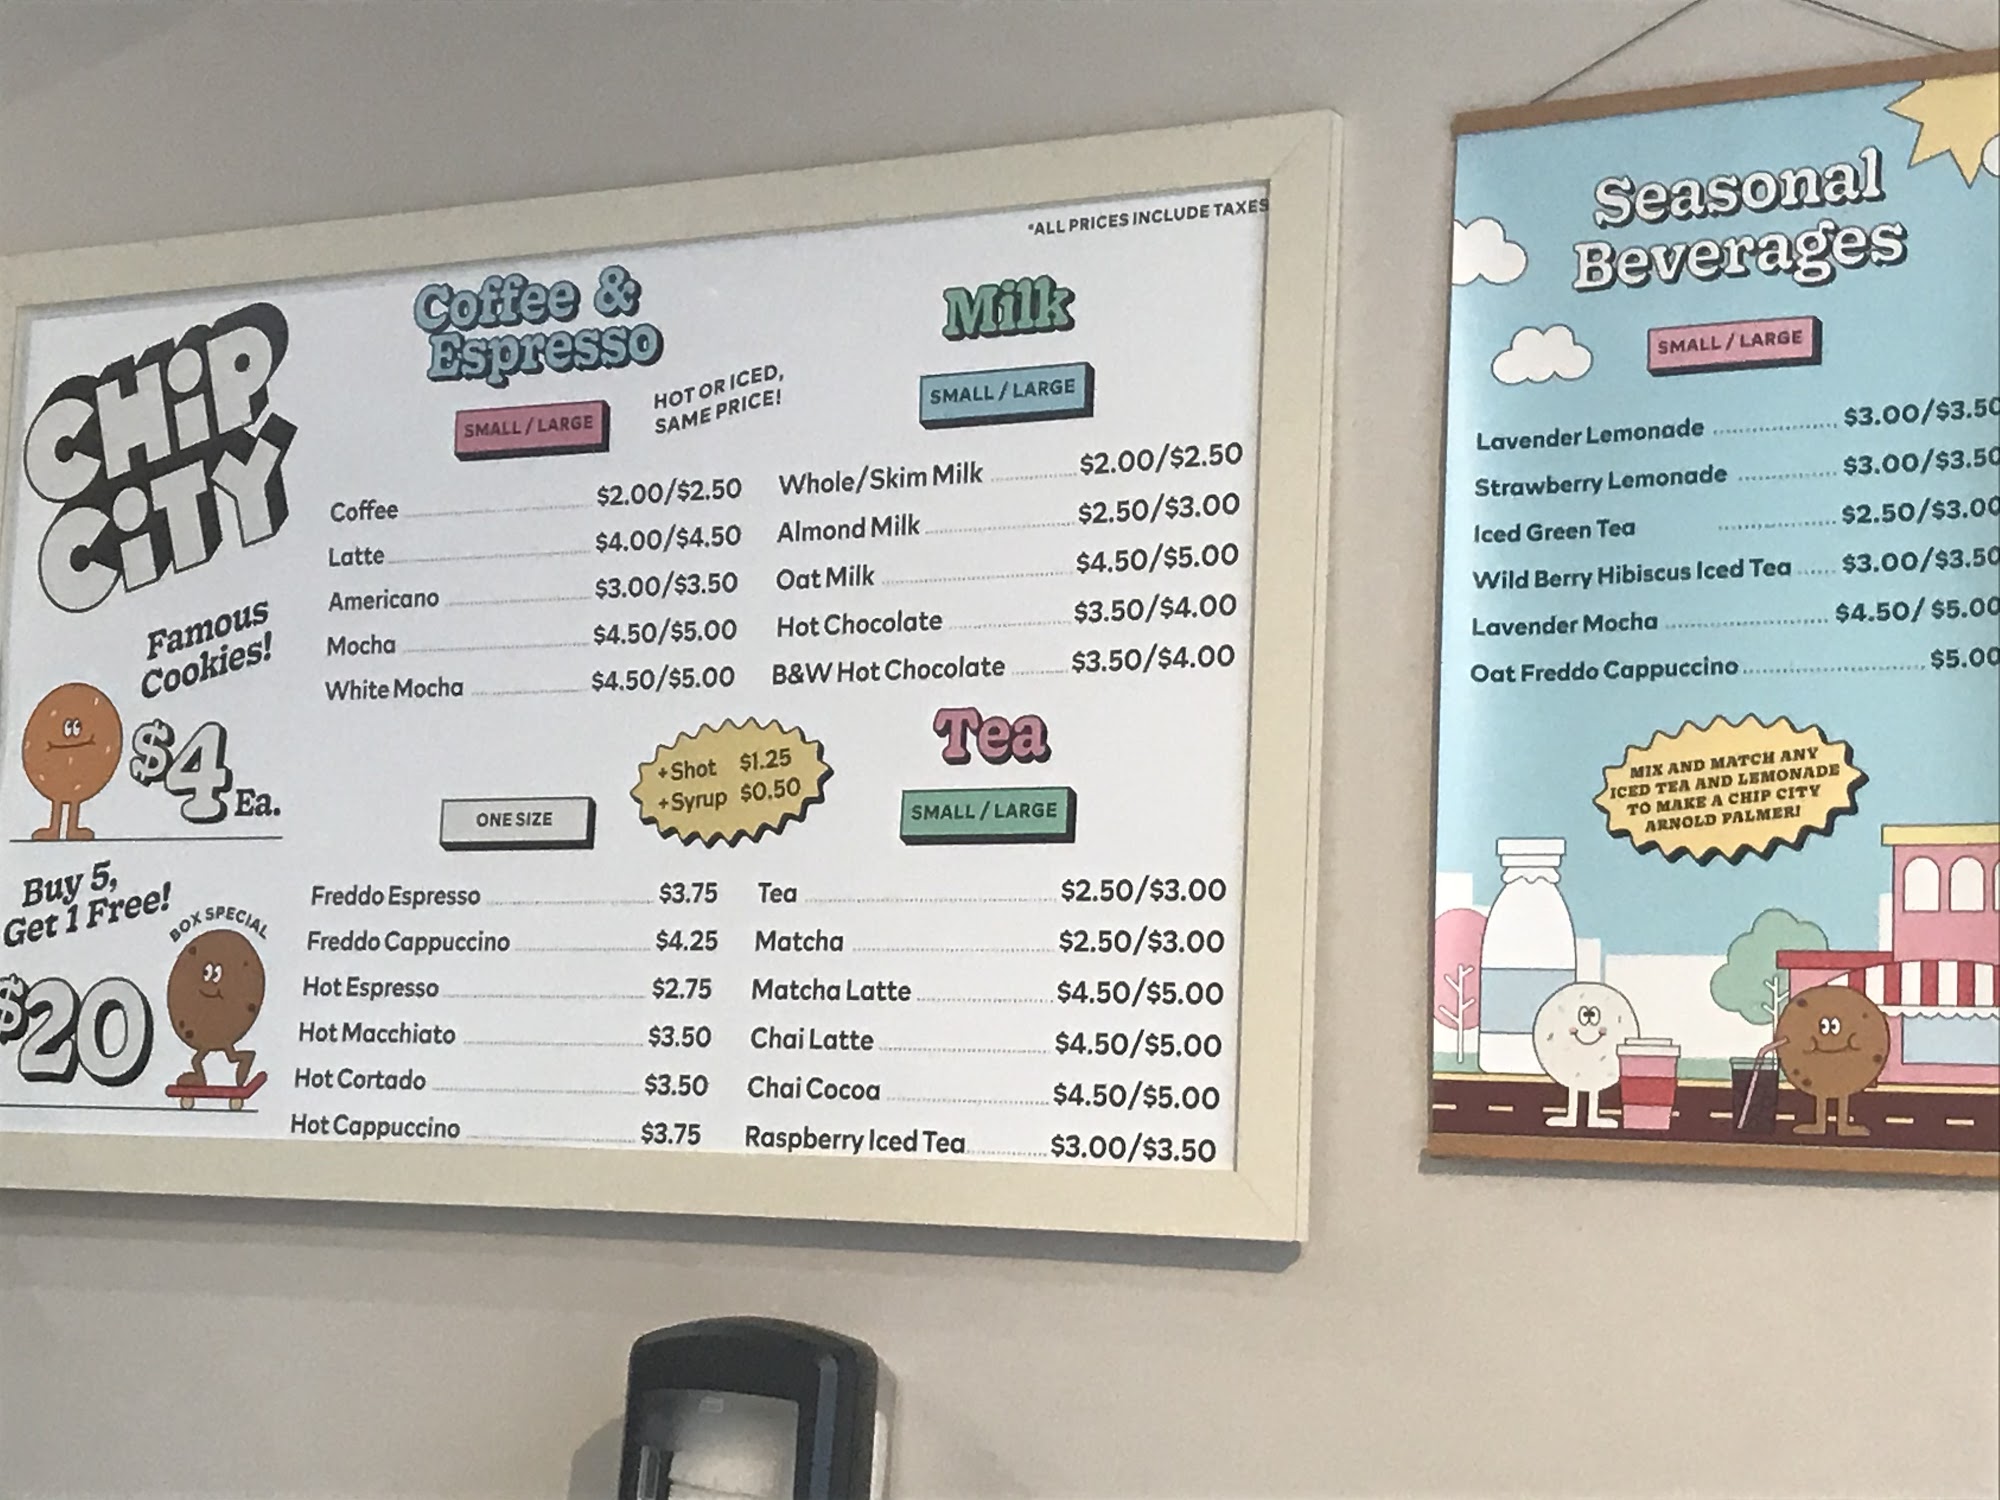 *ALL PRICES INCLUDE TAXES
CHIP
CITY
Famous
Cookies!
$4 Ea.
Buy 5,
Get 1 Free!
BOX SPECIAL
$20
Coffee &
Espresso
SMALL / LARGE
HOT OR ICED,
SAME PRICE!
Coffee $2.00/$2.50
Latte $4.00/$4.50
Americano $3.00/$3.50
Mocha $4.50/$5.00
White Mocha $4.50/$5.00
ONE SIZE
+Shot $1.25
+Syrup $0.50
Freddo Espresso $3.75
Freddo Cappuccino $4.25
Hot Espresso $2.75
Hot Macchiato $3.50
Hot Cortado $3.50
Hot Cappuccino $3.75
Milk
SMALL / LARGE
Whole/Skim Milk $2.00/$2.50
Almond Milk $2.50/$3.00
Oat Milk $4.50/$5.00
Hot Chocolate $3.50/$4.00
B&W Hot Chocolate $3.50/$4.00
Tea
SMALL / LARGE
Tea $2.50/$3.00
Matcha $2.50/$3.00
Matcha Latte $4.50/$5.00
Chai Latte $4.50/$5.00
Chai Cocoa $4.50/$5.00
Raspberry Iced Tea $3.00/$3.50
Seasonal
Beverages
SMALL / LARGE
Lavender Lemonade $3.00/$3.50
Strawberry Lemonade $3.00/$3.50
Iced Green Tea $2.50/$3.00
Wild Berry Hibiscus Iced Tea $3.00/$3.50
Lavender Mocha $4.50/ $5.00
Oat Freddo Cappuccino $5.00
MIX AND MATCH ANY
ICED TEA AND LEMONADE
TO MAKE A CHIP CITY
ARNOLD PALMER!